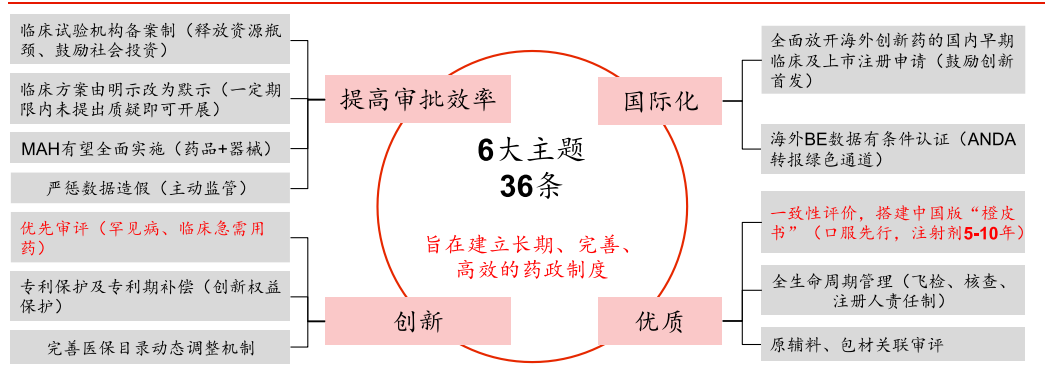 临床试验机构备案制（释放资源瓶
颈、鼓励社会投资）
临床方案由明示改为默示（一定期
限内未提出质疑即可开展）
MAH有望全面实施（药品+器械）
严惩数据造假（主动监管）
提高审批效率
优先审评（罕见病、临床急需用
药）
专利保护及专利期补偿（创新权益
保护）
完善医保目录动态调整机制
创新
6大主题
36条
旨在建立长期、完善、
高效的药政制度
国际化
全面放开海外创新药的国内早期
临床及上市注册申请（鼓励创新
首发）
海外BE数据有条件认证（ANDA
转报绿色通道）
优质
一致性评价，搭建中国版“橙皮
书”（口服先行，注射剂5-10年）
全生命周期管理（飞检、核查、
注册人责任制）
原辅料、包材关联审评